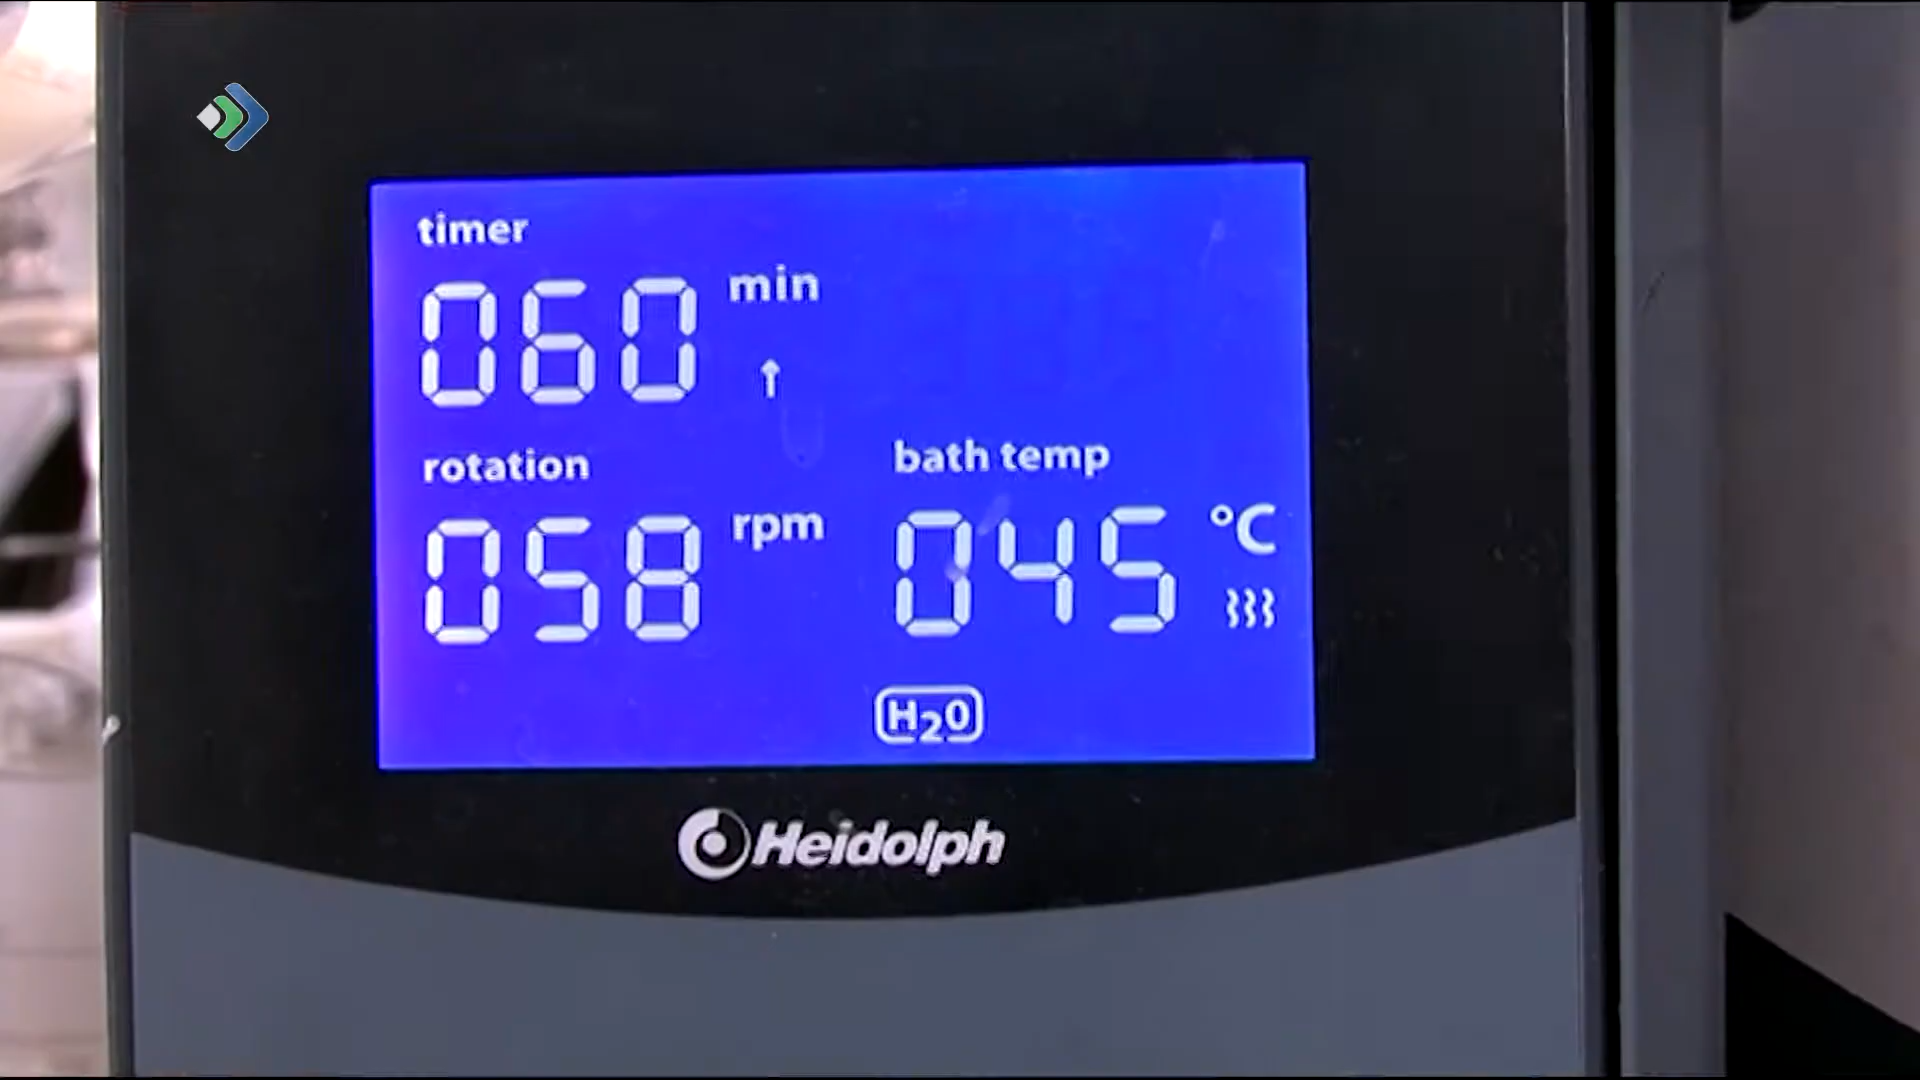 timer
060 min
↑
rotation
058 rpm
bath temp
045 °C
H₂O
Heidolph